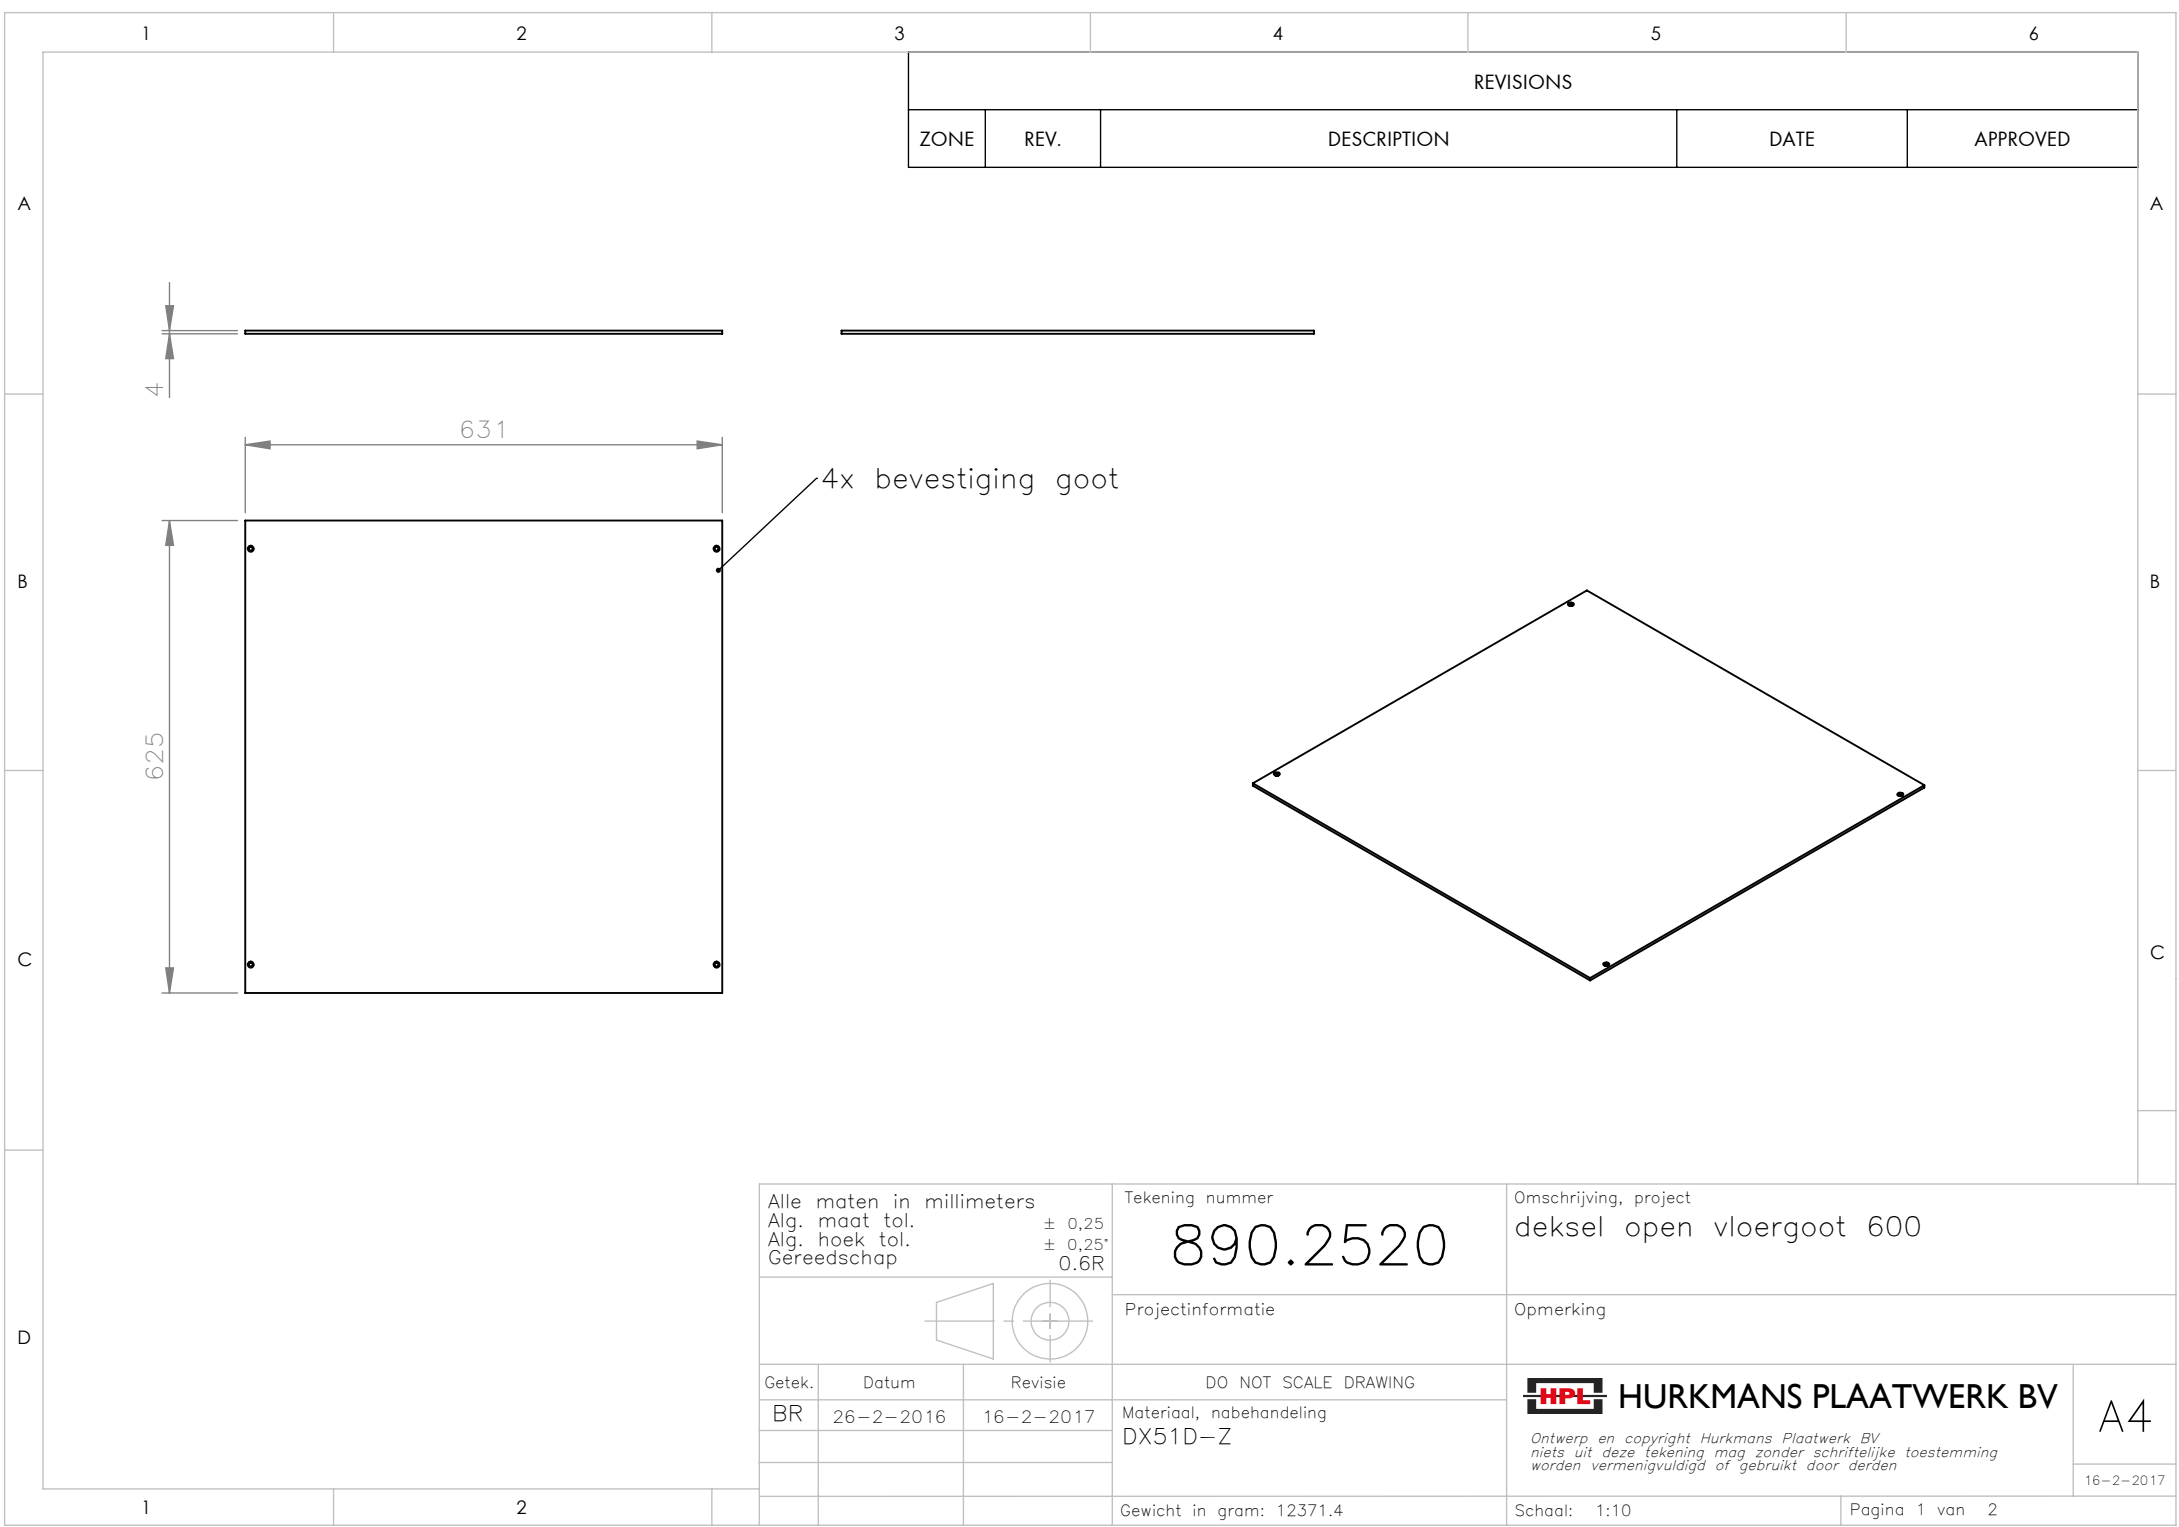 1 2 3 4 5 6
REVISIONS
ZONE REV. DESCRIPTION DATE APPROVED
A A
4
631
4x bevestiging goot
B B
625
C C
Alle maten in millimeters
Alg. maat tol. ± 0,25
Alg. hoek tol. ± 0,25°
Gereedschap 0.6R
Tekening nummer
890.2520
Omschrijving, project
deksel open vloergoot 600
Projectinformatie
Opmerking
D
Getek. Datum Revisie
BR 26-2-2016 16-2-2017
DO NOT SCALE DRAWING
Materiaal, nabehandeling
DX51D-Z
HPL HURKMANS PLAATWERK BV
Ontwerp en copyright Hurkmans Plaatwerk BV
niets uit deze tekening mag zonder schriftelijke toestemming
worden vermenigvuldigd of gebruikt door derden
A4
16-2-2017
1 2
Gewicht in gram: 12371.4
Schaal: 1:10
Pagina 1 van 2